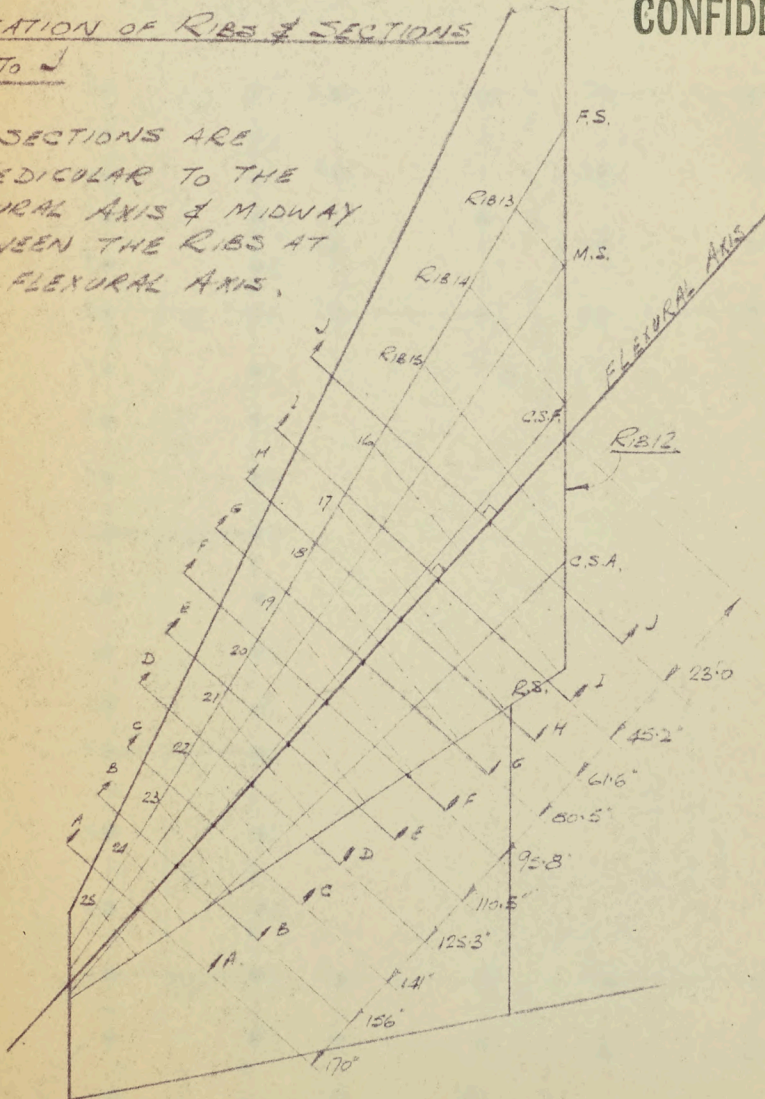 ATION OF RIBS & SECTIONS
TO J
CONFIDE
SECTIONS ARE
EDICULAR TO THE
URAL AXIS & MIDWAY
WEEN THE RIBS AT
FLEXURAL AXIS.
F.S.
RIB 13
M.S.
RIB 14
FLEXURAL AXIS
J
RIB 15
C.S.F.
RIB 12
I
16
H
17
G
C.S.A.
18
F
19
J
E
23.0
20
R.S.
I
D
21
H
45.2"
C
22
G
61.6"
B
23
F
80.5"
A
24
E
95.8"
D
110.5"
25
C
125.3"
B
141"
A.
156"
170"